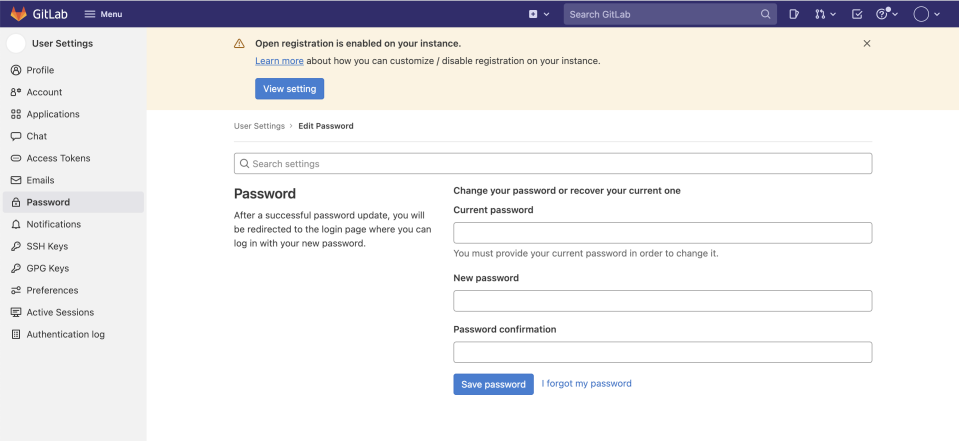 GitLab
Menu
Search GitLab
User Settings
Profile
Account
Applications
Chat
Access Tokens
Emails
Password
Notifications
SSH Keys
GPG Keys
Preferences
Active Sessions
Authentication log
Open registration is enabled on your instance.
Learn more about how you can customize / disable registration on your instance.
View setting
User Settings › Edit Password
Search settings
Password
After a successful password update, you will
be redirected to the login page where you can
log in with your new password.
Change your password or recover your current one
Current password
You must provide your current password in order to change it.
New password
Password confirmation
Save password
I forgot my password